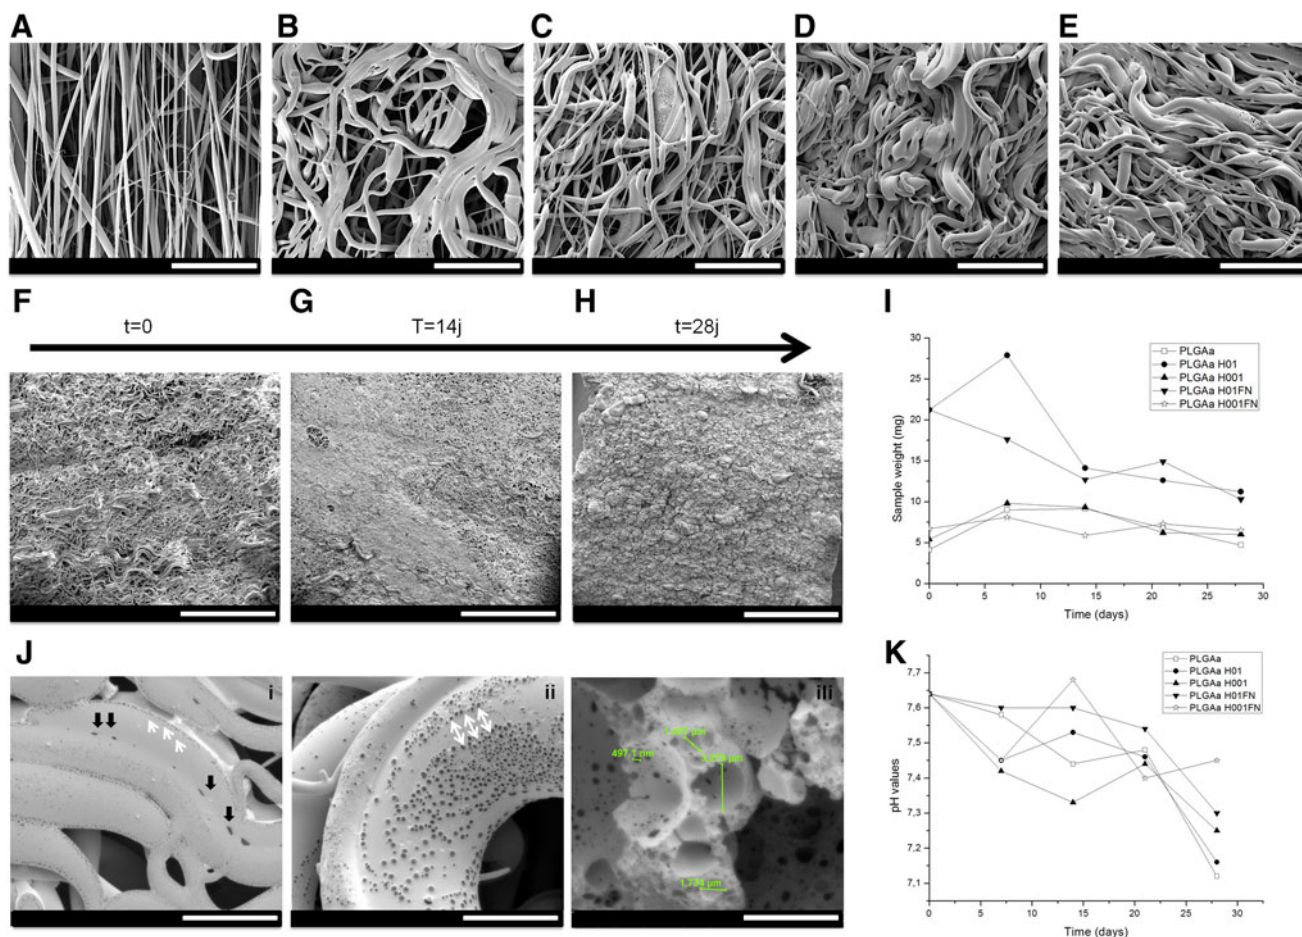 A
B
C
D
E
F
G
H
t=0
T=14j
t=28j
I
30
25
20
15
10
5
0
Sample weight (mg)
0
5
10
15
20
25
30
Time (days)
PLGAa
PLGAa H01
PLGAa H001
PLGAa H01FN
PLGAa H001FN
J
i
ii
iii
497,1 nm
1,734 µm
K
7,7
7,6
7,5
7,4
7,3
7,2
7,1
pH values
0
5
10
15
20
25
30
Time (days)
PLGAa
PLGAa H01
PLGAa H001
PLGAa H01FN
PLGAa H001FN